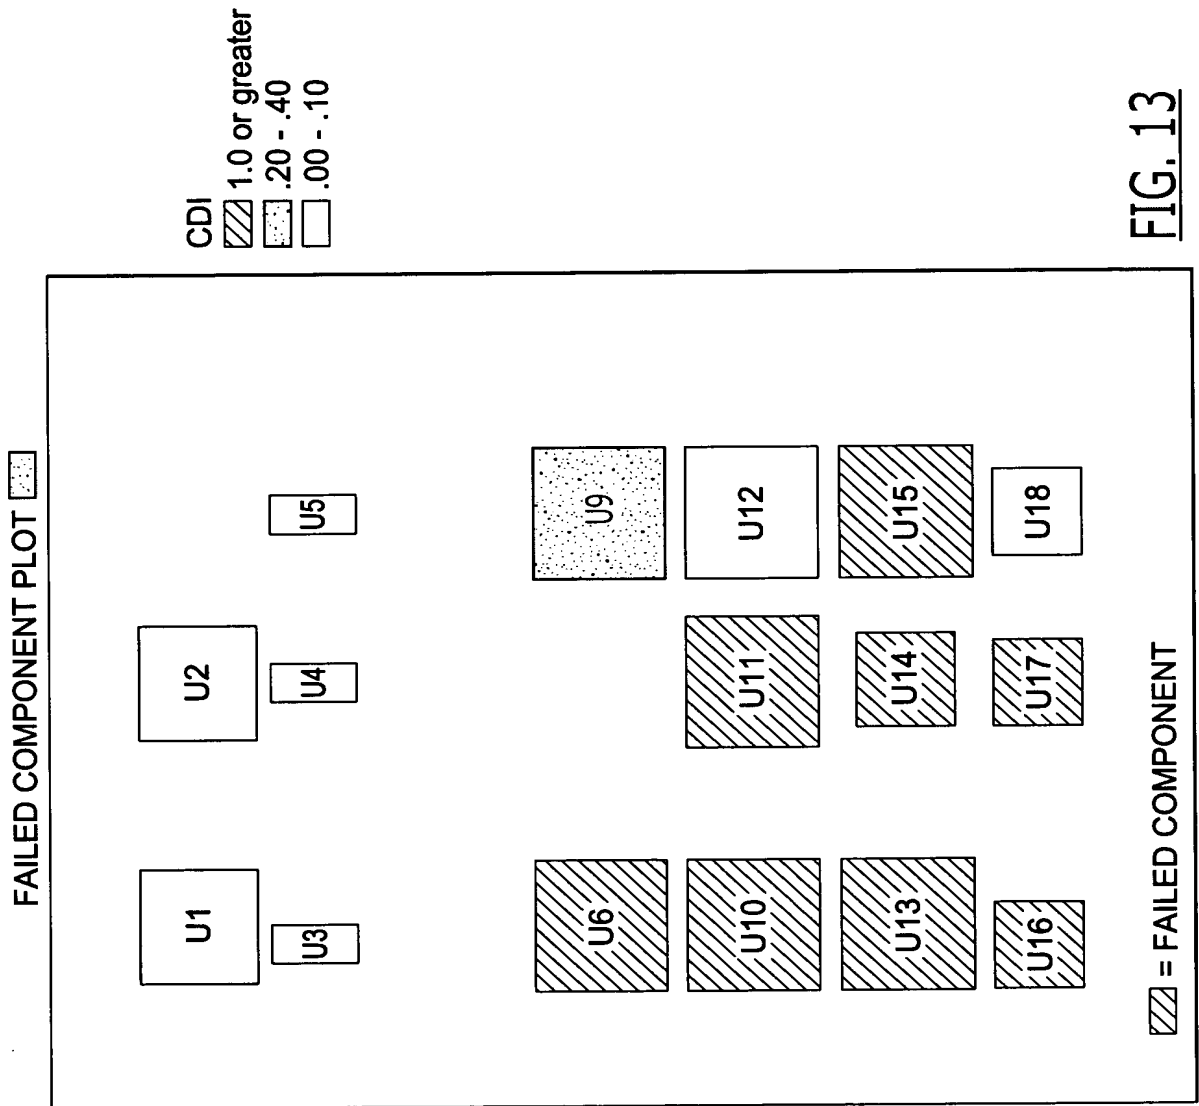 FAILED COMPONENT PLOT
CDI
1.0 or greater
.20 - .40
.00 - .10
U1
U2
U3
U4
U5
U6
U9
U10
U11
U12
U13
U14
U15
U16
U17
U18
= FAILED COMPONENT
FIG. 13